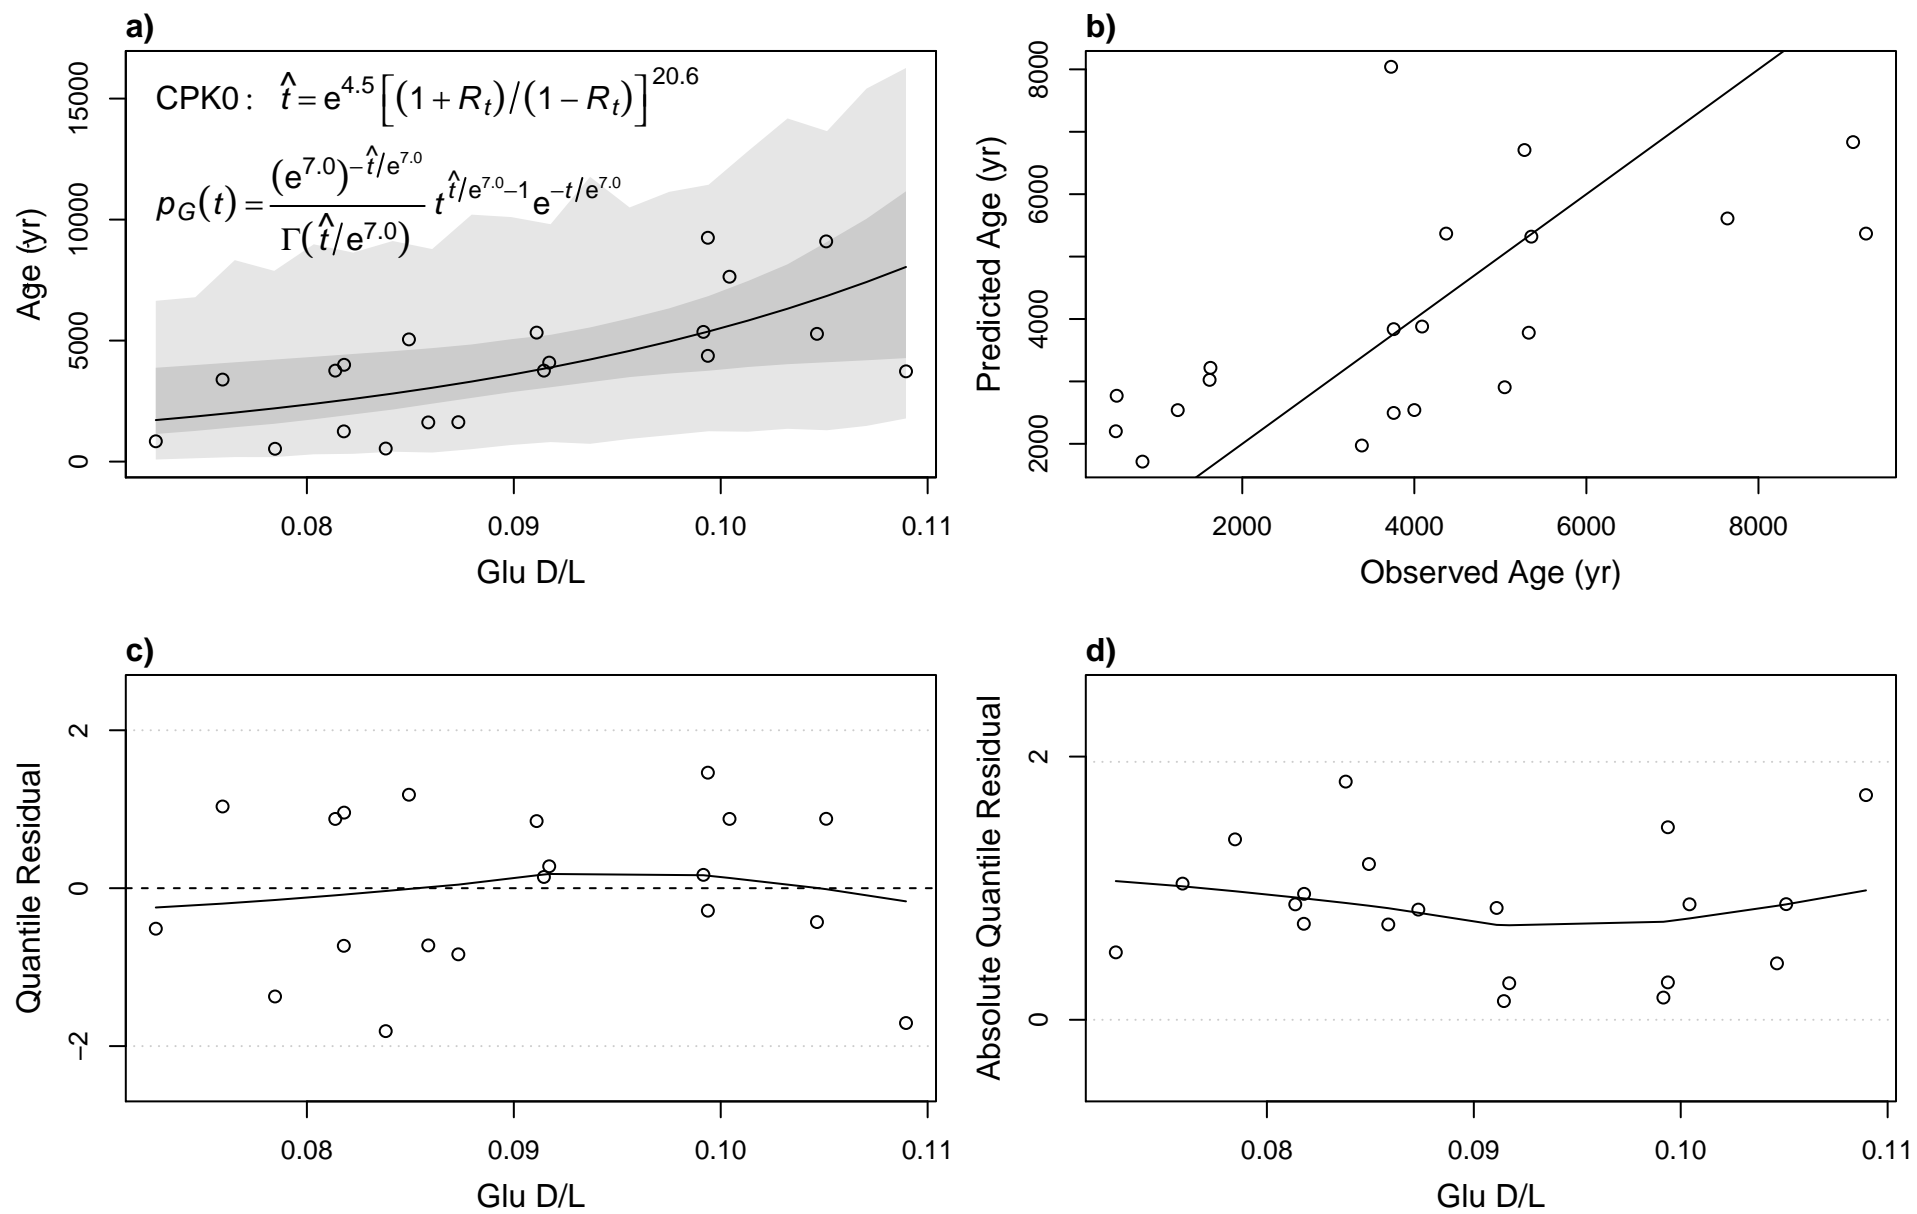 a)
CPK0 : t̂ = e^4.5 [(1 + R_t)/(1 − R_t)]^20.6
p_G(t) = (e^7.0)^−t̂/e^7.0 / Γ(t̂/e^7.0) t^t̂/e^7.0−1 e^−t/e^7.0
Age (yr)
0
5000
10000
15000
0.08 0.09 0.10 0.11
Glu D/L
b)
Predicted Age (yr)
2000
4000
6000
8000
2000 4000 6000 8000
Observed Age (yr)
c)
Quantile Residual
−2
0
2
0.08 0.09 0.10 0.11
Glu D/L
d)
Absolute Quantile Residual
0
2
0.08 0.09 0.10 0.11
Glu D/L